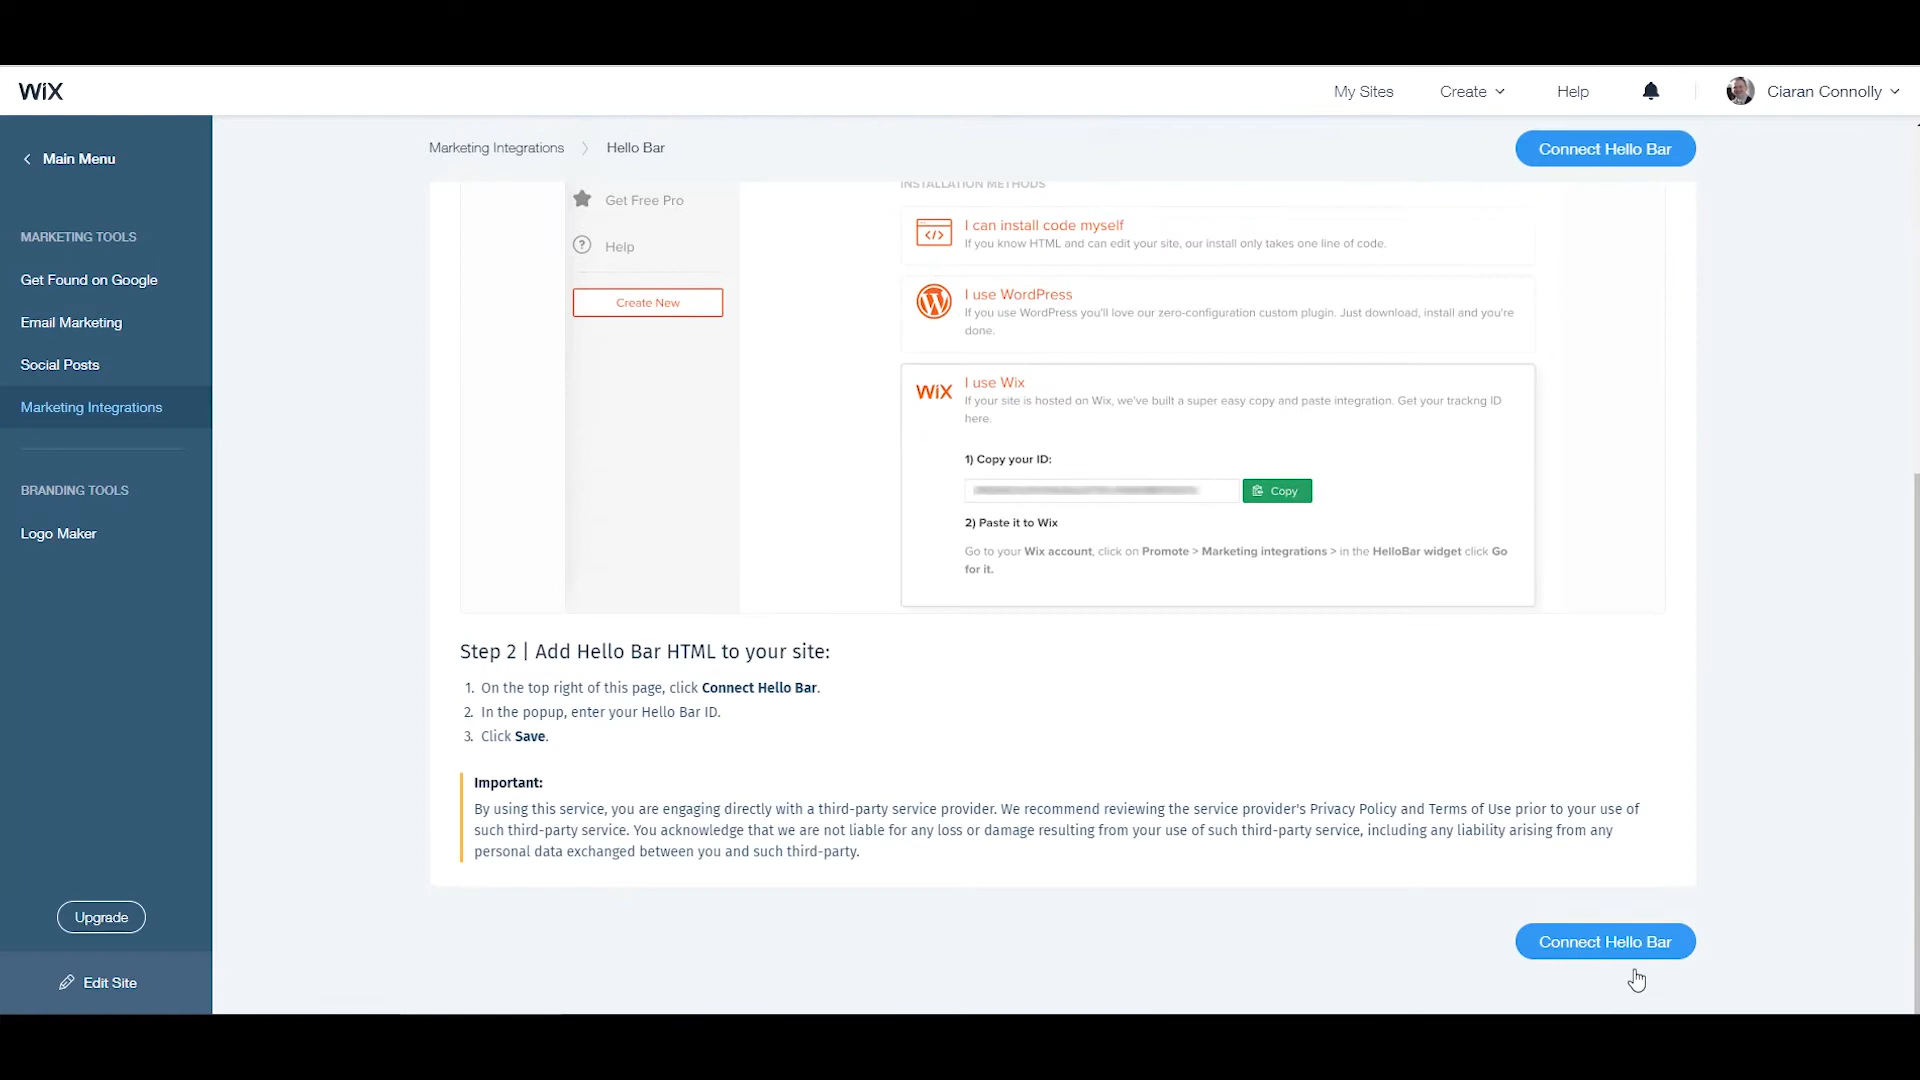 WiX
My Sites
Create
Help
Ciaran Connolly
Main Menu
MARKETING TOOLS
Get Found on Google
Email Marketing
Social Posts
Marketing Integrations
BRANDING TOOLS
Logo Maker
Upgrade
Edit Site
Marketing Integrations
Hello Bar
Connect Hello Bar
Get Free Pro
Help
Create New
INSTALLATION METHODS
I can install code myself
If you know HTML and can edit your site, our install only takes one line of code.
I use WordPress
If you use WordPress you'll love our zero-configuration custom plugin. Just download, install and you're
done.
WiX
I use Wix
If your site is hosted on Wix, we've built a super easy copy and paste integration. Get your trackng ID
here.
1) Copy your ID:
Copy
2) Paste it to Wix
Go to your Wix account, click on Promote > Marketing integrations > in the HelloBar widget click Go
for it.
Step 2 | Add Hello Bar HTML to your site:
1. On the top right of this page, click Connect Hello Bar.
2. In the popup, enter your Hello Bar ID.
3. Click Save.
Important:
By using this service, you are engaging directly with a third-party service provider. We recommend reviewing the service provider's Privacy Policy and Terms of Use prior to your use of
such third-party service. You acknowledge that we are not liable for any loss or damage resulting from your use of such third-party service, including any liability arising from any
personal data exchanged between you and such third-party.
Connect Hello Bar